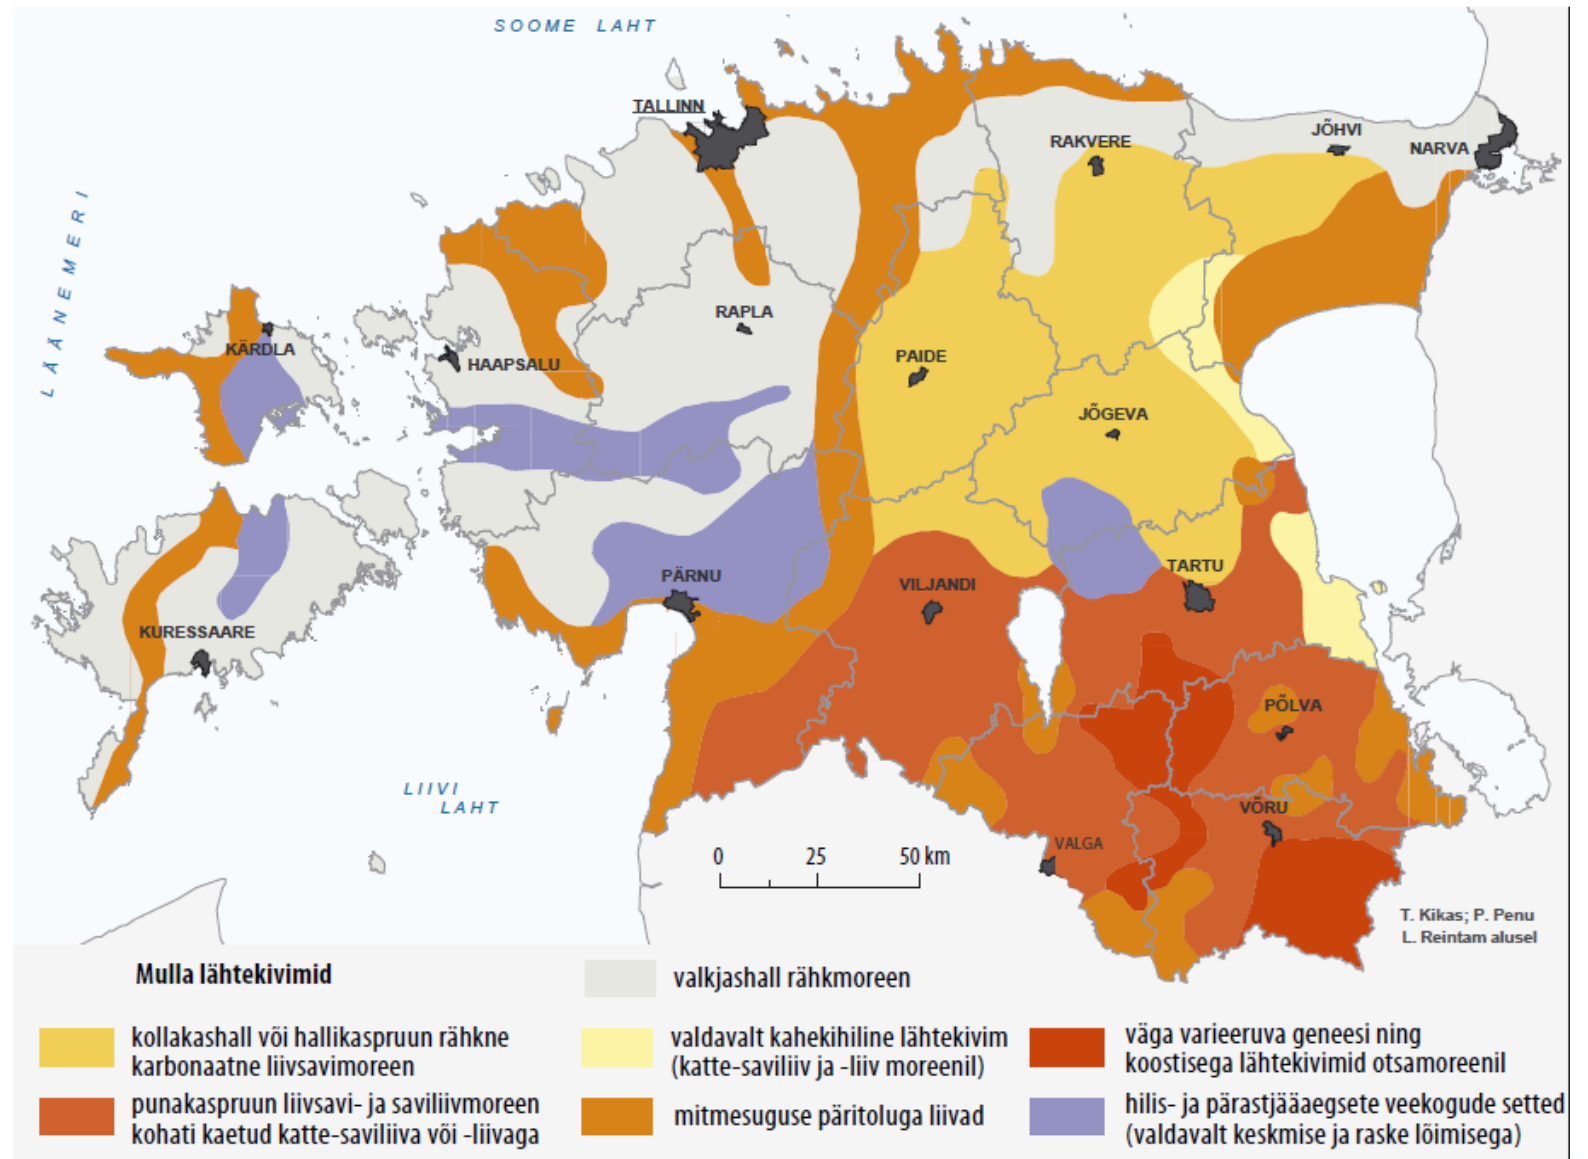 SOOME LAHT
TALLINN
RAKVERE
JÕHVI
NARVA
LÄÄNEMERI
RAPLA
KÄRDLA
HAAPSALU
PAIDE
JÕGEVA
PÄRNU
VILJANDI
TARTU
KURESSAARE
PÕLVA
LIIVI
LAHT
VÕRU
VALGA
0 25 50 km
T. Kikas; P. Penu
L. Reintam alusel
Mulla lähtekivimid
valkjashall rähkmoreen
kollakashall või hallikaspruun rähkne
karbonaatne liivsavimoreen
valdavalt kahekihiline lähtekivim
(katte-saviliiv ja -liiv moreenil)
väga varieeruva geneesi ning
koostisega lähtekivimid otsamoreenil
punakaspruun liivsavi- ja saviliivmoreen
kohati kaetud katte-saviliiva või -liivaga
mitmesuguse päritoluga liivad
hilis- ja pärastjääaegsete veekogude setted
(valdavalt keskmise ja raske lõimisega)